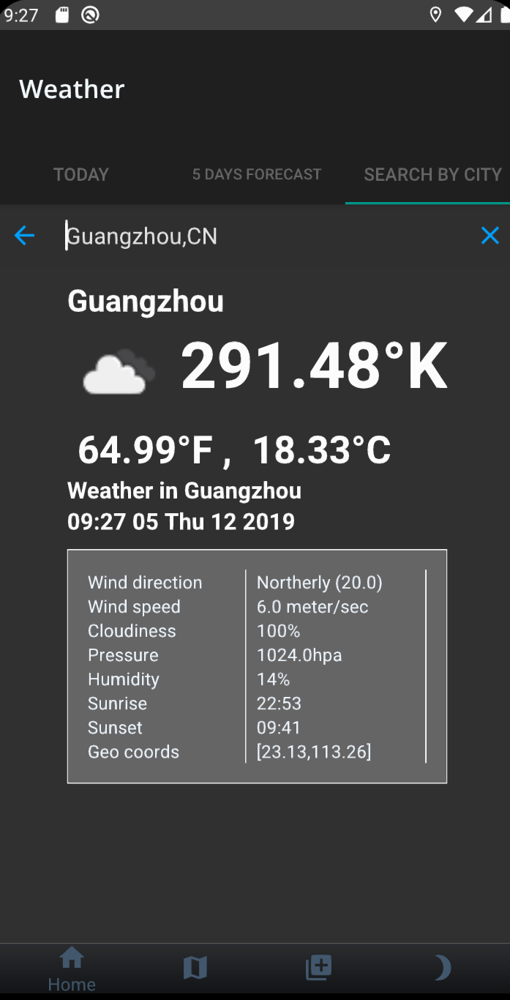 9:27
Weather
TODAY 5 DAYS FORECAST SEARCH BY CITY
Guangzhou,CN
Guangzhou
291.48°K
64.99°F , 18.33°C
Weather in Guangzhou
09:27 05 Thu 12 2019
Wind direction Northerly (20.0)
Wind speed 6.0 meter/sec
Cloudiness 100%
Pressure 1024.0hpa
Humidity 14%
Sunrise 22:53
Sunset 09:41
Geo coords [23.13,113.26]
Home